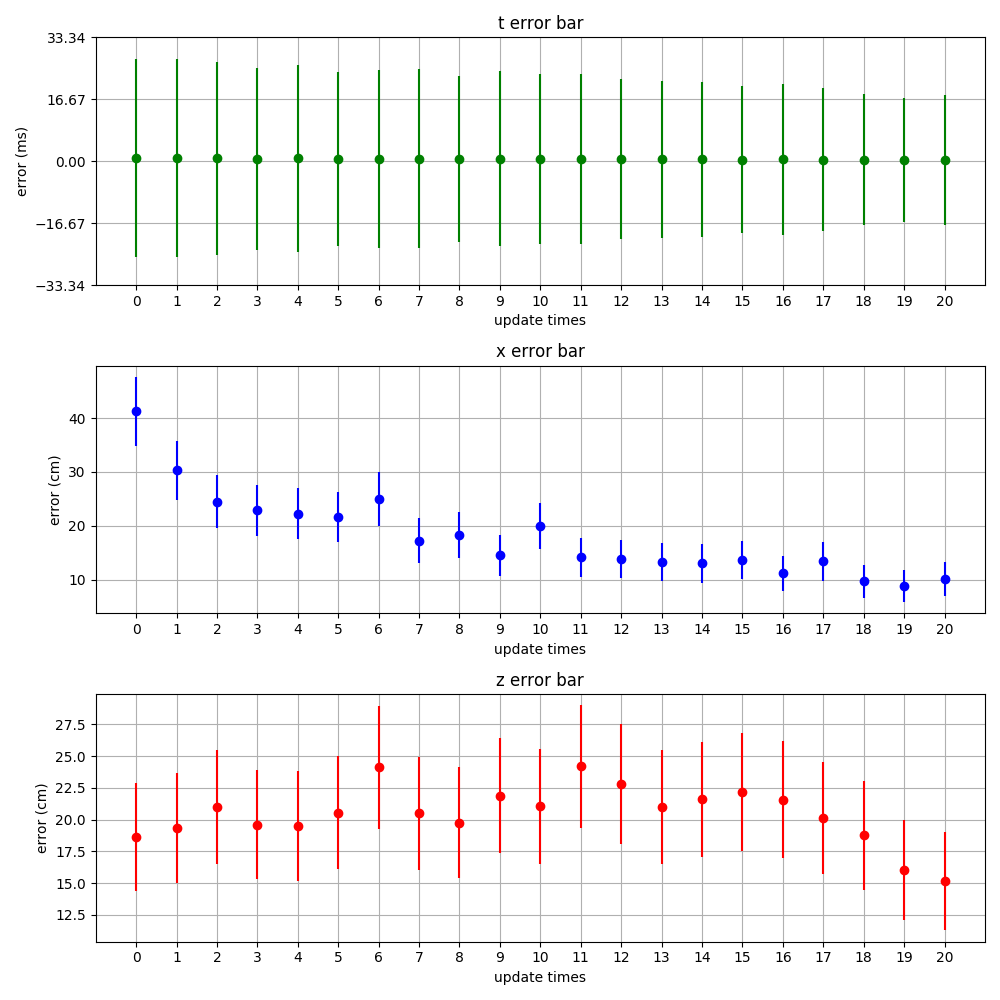 t error bar
33.34
16.67
0.00
−16.67
−33.34
error (ms)
0 1 2 3 4 5 6 7 8 9 10 11 12 13 14 15 16 17 18 19 20
update times
x error bar
40
30
20
10
error (cm)
0 1 2 3 4 5 6 7 8 9 10 11 12 13 14 15 16 17 18 19 20
update times
z error bar
27.5
25.0
22.5
20.0
17.5
15.0
12.5
error (cm)
0 1 2 3 4 5 6 7 8 9 10 11 12 13 14 15 16 17 18 19 20
update times